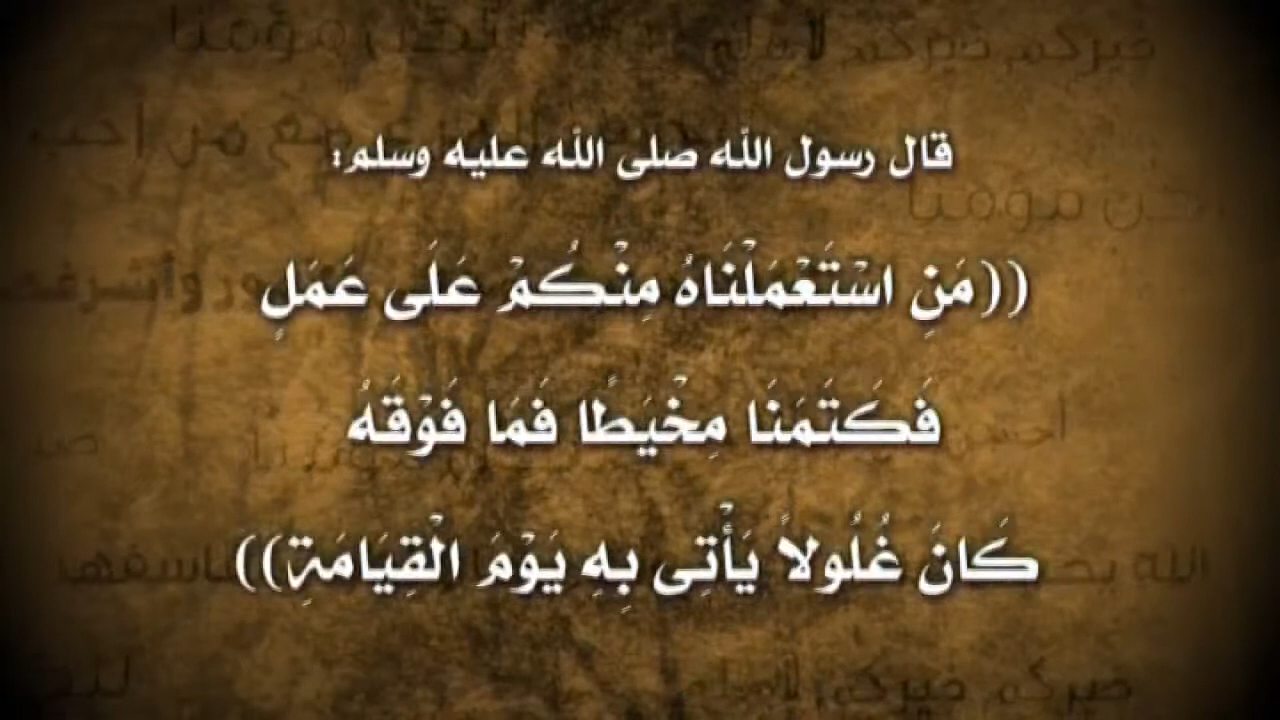 قال رسول الله صلى الله عليه وسلم:
((مَنِ اسْتَعْمَلْنَاهُ مِنْكُمْ عَلَى عَمَلٍ
فَكَتَمَنَا مِخْيَطًا فَمَا فَوْقَهُ
كَانَ غُلُولاً يَأْتِى بِهِ يَوْمَ الْقِيَامَةِ))